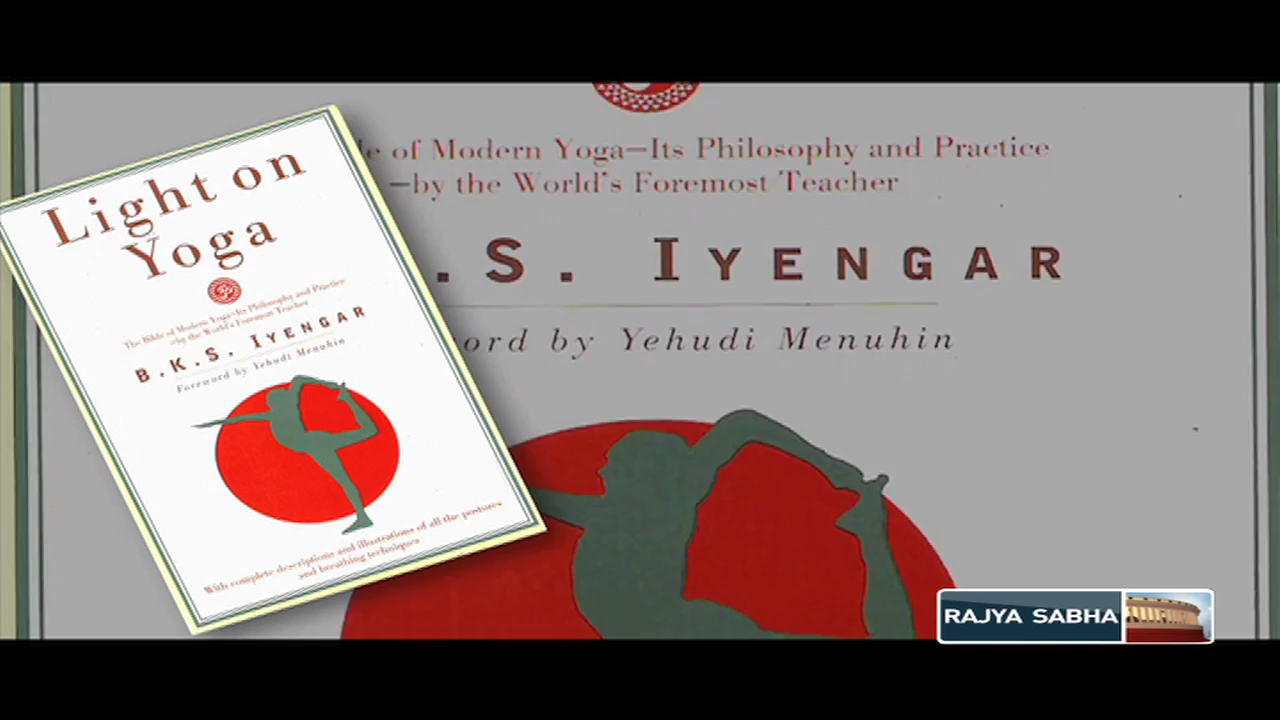 Light on
Yoga
The Bible of Modern Yoga—Its Philosophy and Practice
—by the World's Foremost Teacher
B.K.S. IYENGAR
Foreword by Yehudi Menuhin
With complete descriptions and illustrations of all the postures
and breathing techniques
of Modern Yoga—Its Philosophy and Practice
—by the World's Foremost Teacher
. S. IYENGAR
ord by Yehudi Menuhin
RAJYA SABHA